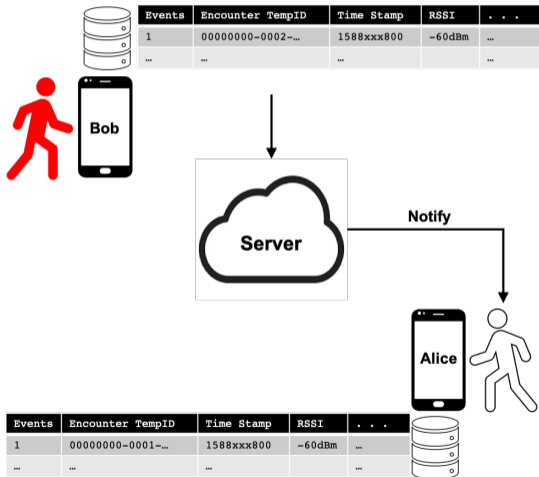 Events Encounter TempID Time Stamp RSSI . . .
1 00000000-0002-… 1588xxx800 -60dBm …
… … …
Bob
Server
Notify
Alice
Events Encounter TempID Time Stamp RSSI . . .
1 00000000-0001-… 1588xxx800 -60dBm …
… … … …